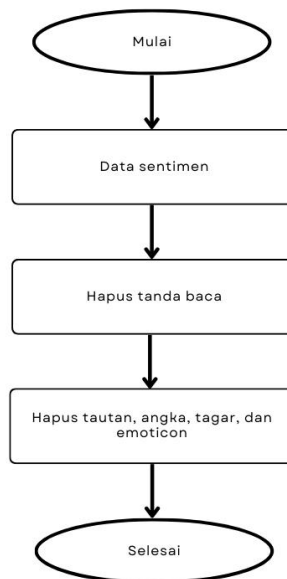 Mulai
Data sentimen
Hapus tanda baca
Hapus tautan, angka, tagar, dan
emoticon
Selesai